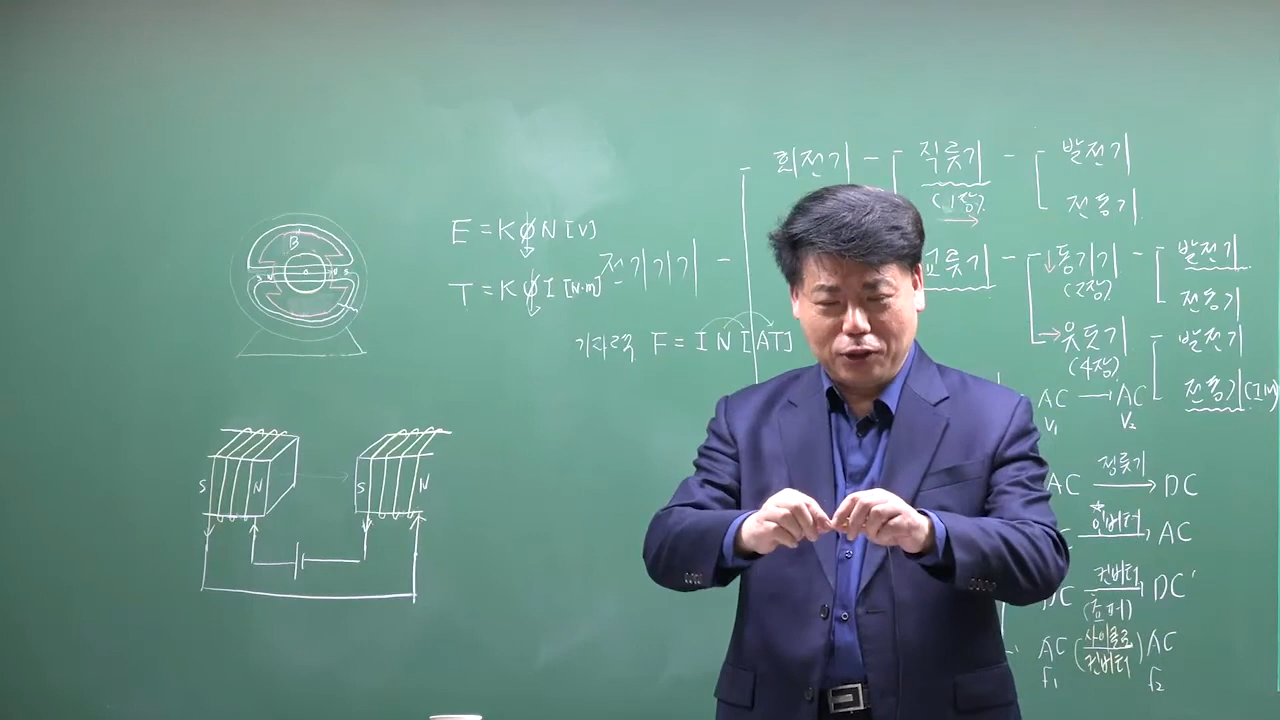 회전기 - 직류기 - 발전기
(1장)
전동기
E = KφN [V]
전기기기 -
교류기 - 동기기 - 발전기
(2장)
전동기
T = KφI [N·m]
유도기 - 발전기
(4장)
전동기 (IM)
기자력 F = IN [AT]
B
N
S
AC → AC
V₁ V₂
AC 정류기 DC
인버터 AC
S N S N
DC 컨버터 DC'
(쵸퍼)
AC (사이클로 컨버터) AC
f₁ f₂